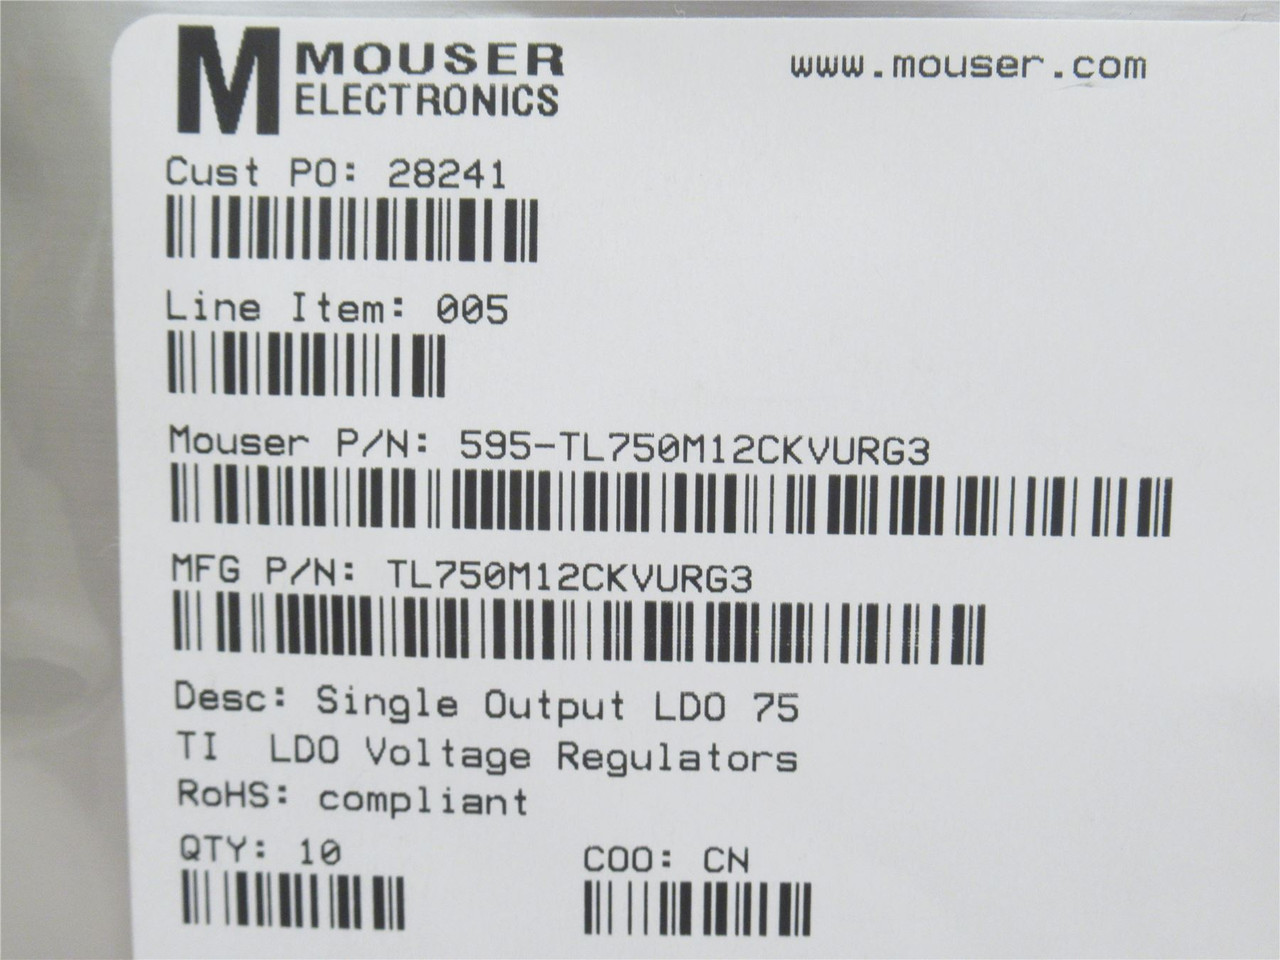 M MOUSER
ELECTRONICS
www.mouser.com
Cust PO: 28241
Line Item: 005
Mouser P/N: 595-TL750M12CKVURG3
MFG P/N: TL750M12CKVURG3
Desc: Single Output LDO 75
TI LDO Voltage Regulators
RoHS: compliant
QTY: 10
COO: CN